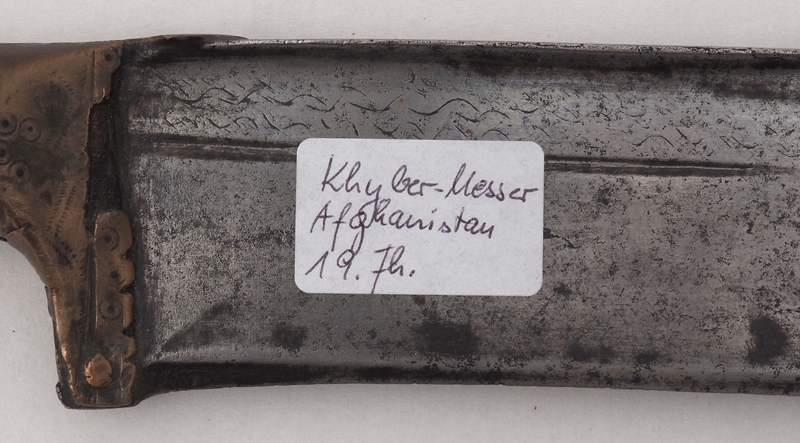 Khyber-Messer
Afghanistan
19. Jh.